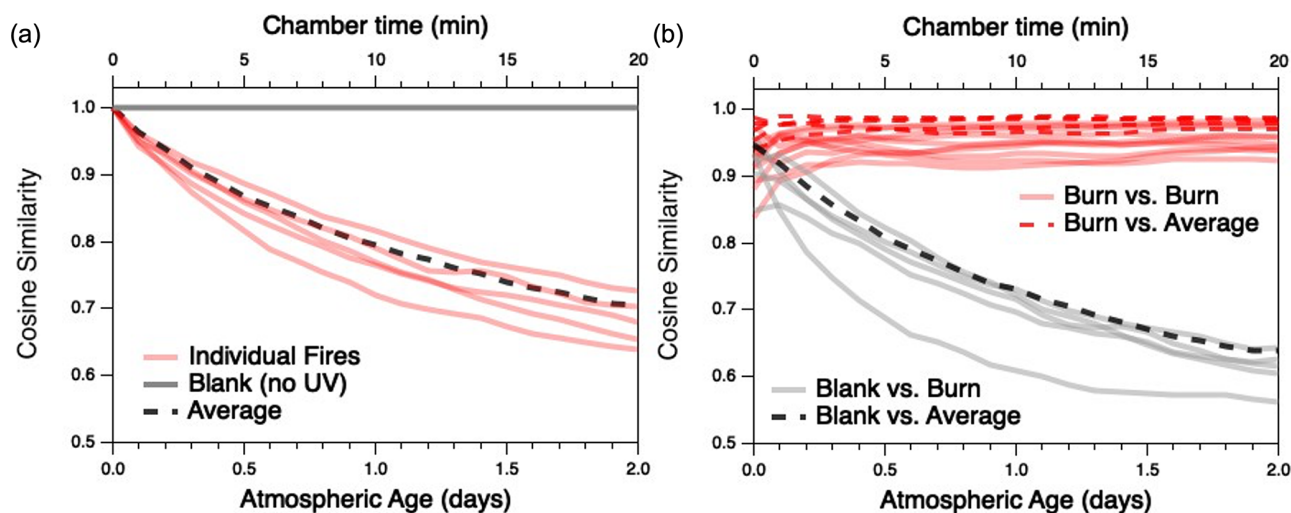 (a)
Chamber time (min)
0 5 10 15 20
1.0
0.9
0.8
0.7
0.6
0.5
Cosine Similarity
Individual Fires
Blank (no UV)
Average
0.0 0.5 1.0 1.5 2.0
Atmospheric Age (days)
(b)
Chamber time (min)
0 5 10 15 20
1.0
0.9
0.8
0.7
0.6
0.5
Cosine Similarity
Burn vs. Burn
Burn vs. Average
Blank vs. Burn
Blank vs. Average
0.0 0.5 1.0 1.5 2.0
Atmospheric Age (days)